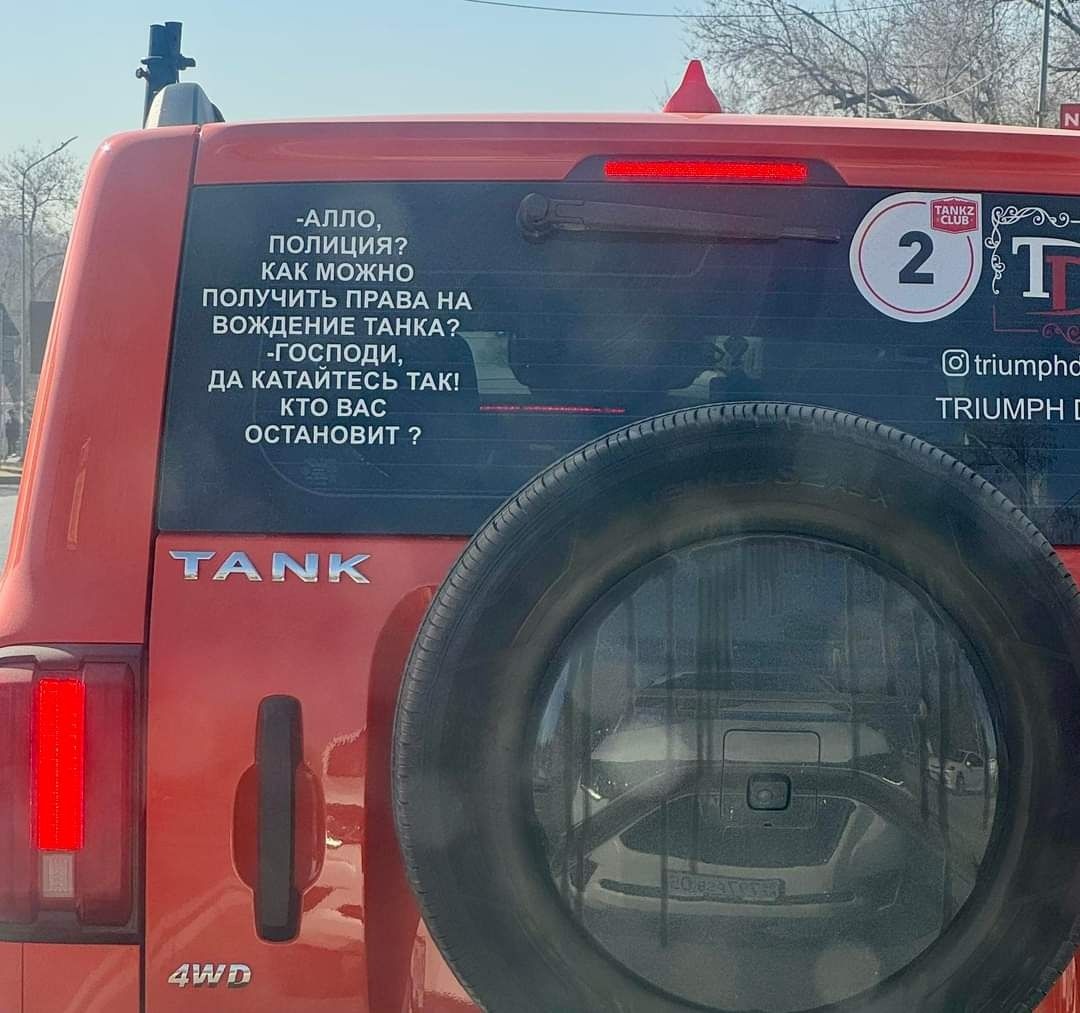 -АЛЛО,
ПОЛИЦИЯ?
КАК МОЖНО
ПОЛУЧИТЬ ПРАВА НА
ВОЖДЕНИЕ ТАНКА?
-ГОСПОДИ,
ДА КАТАЙТЕСЬ ТАК!
КТО ВАС
ОСТАНОВИТ ?
TANKZ
CLUB
2
TRIUMPH
TANK
4WD